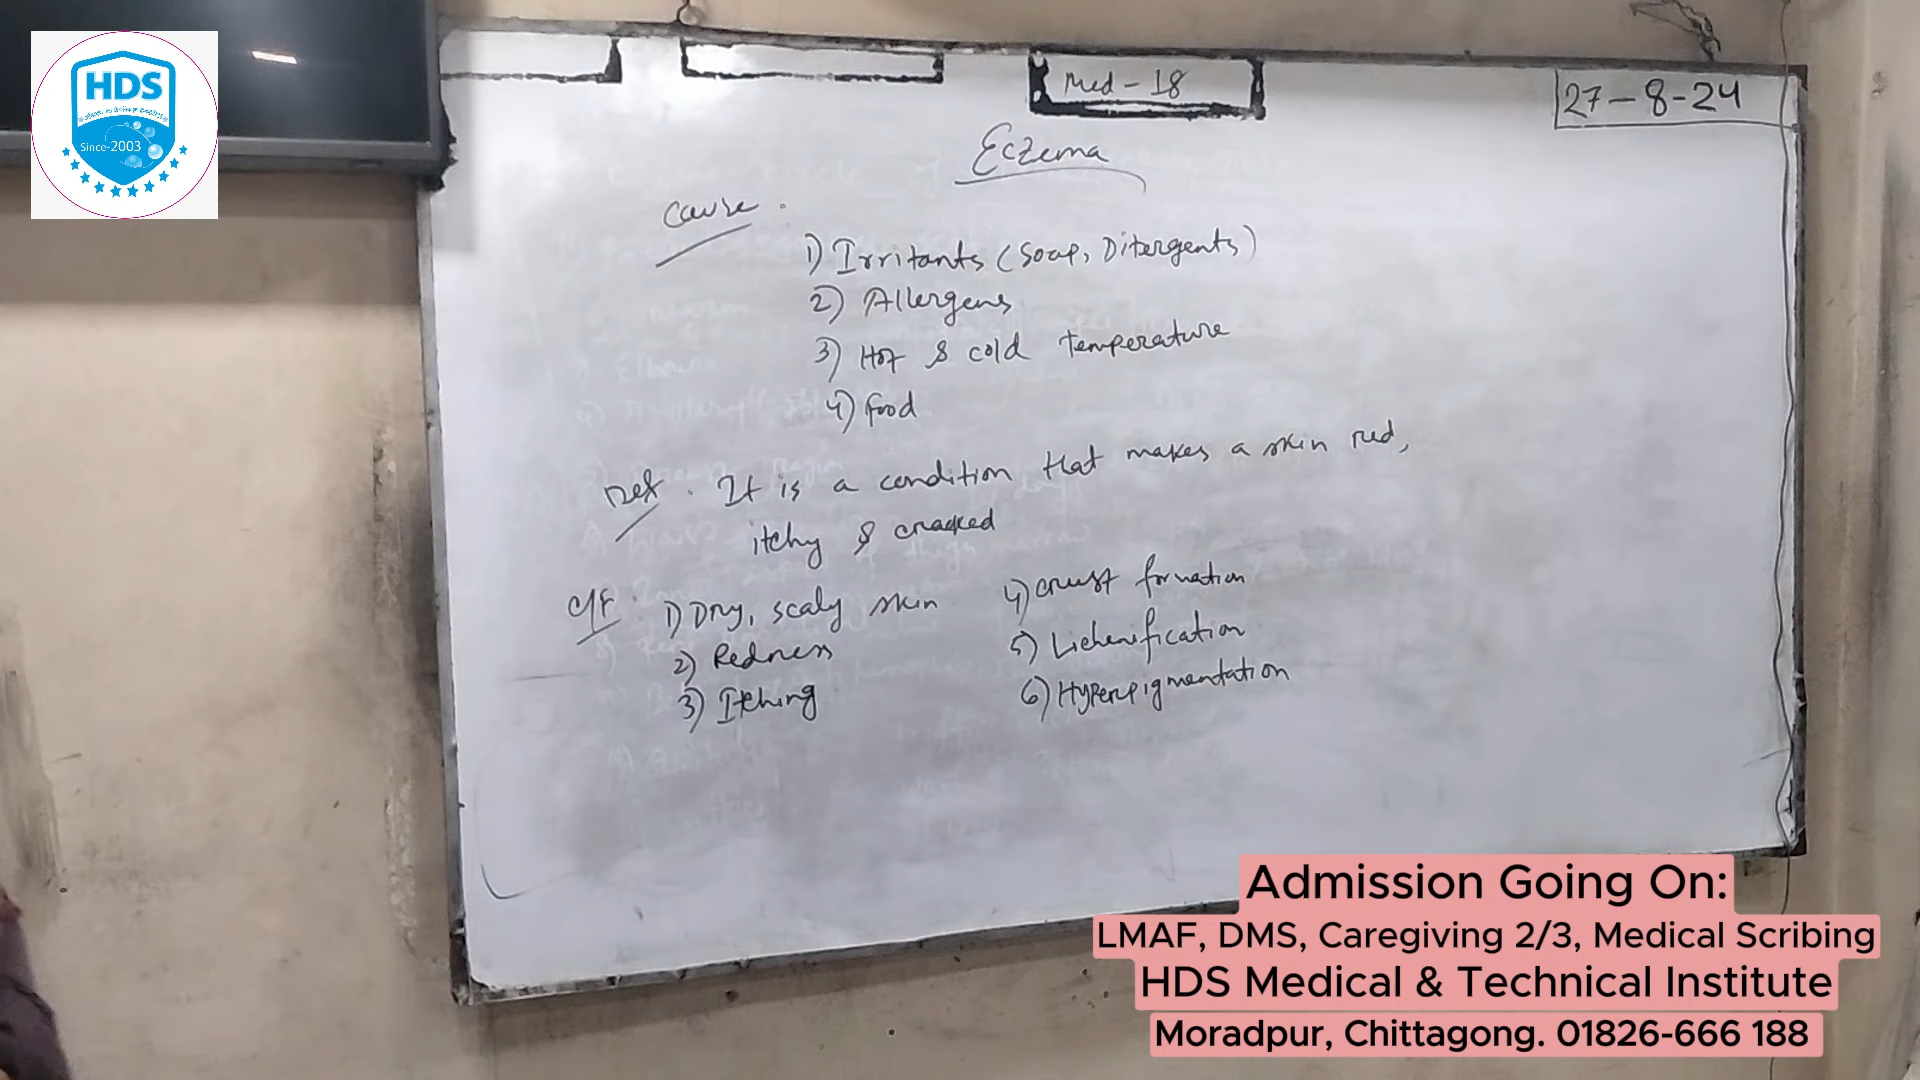 HDS
Since-2003
Med - 18
27-8-24
Eczema
Cause.
1) Irritants (Soap, Ditergents)
2) Allergens
3) Hot & cold temperature
4) Food
Def. It is a condition that makes a skin red,
itchy & cracked
C/F.
1) Dry, scaly skin
2) Redness
3) Itching
4) crust formation
5) Lichenification
6) Hyperpigmentation
Admission Going On:
LMAF, DMS, Caregiving 2/3, Medical Scribing
HDS Medical & Technical Institute
Moradpur, Chittagong. 01826-666 188